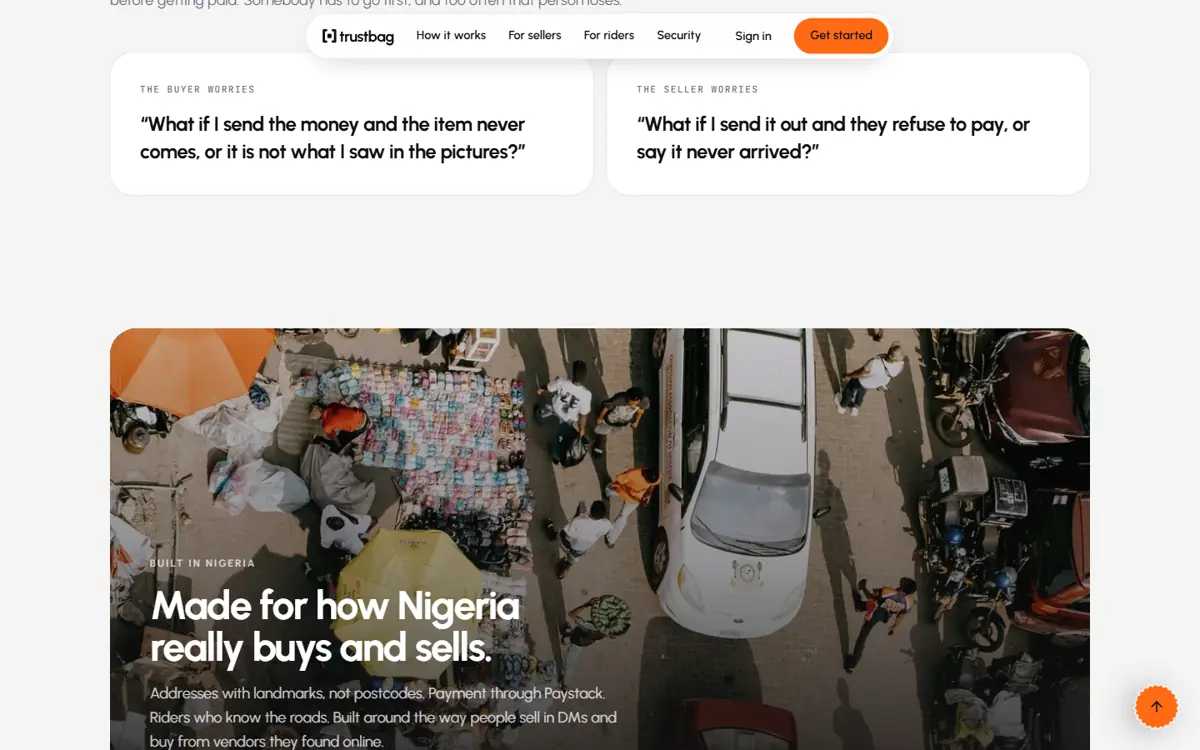 before getting paid. Somebody has to go first, and too often that person loses.
trustbag
How it works
For sellers
For riders
Security
Sign in
Get started
THE BUYER WORRIES
“What if I send the money and the item never
comes, or it is not what I saw in the pictures?”
THE SELLER WORRIES
“What if I send it out and they refuse to pay, or
say it never arrived?”
BUILT IN NIGERIA
Made for how Nigeria
really buys and sells.
Addresses with landmarks, not postcodes. Payment through Paystack.
Riders who know the roads. Built around the way people sell in DMs and
buy from vendors they found online.